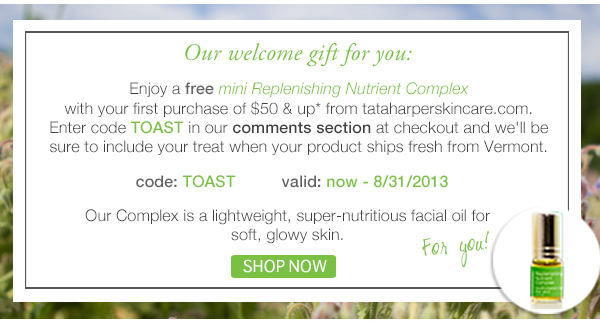 Our welcome gift for you:
Enjoy a free mini Replenishing Nutrient Complex
with your first purchase of $50 & up* from tataharperskincare.com.
Enter code TOAST in our comments section at checkout and we'll be
sure to include your treat when your product ships fresh from Vermont.
code: TOAST valid: now - 8/31/2013
Our Complex is a lightweight, super-nutritious facial oil for
soft, glowy skin.
For you!
SHOP NOW
Replenishing
Nutrient
Complex